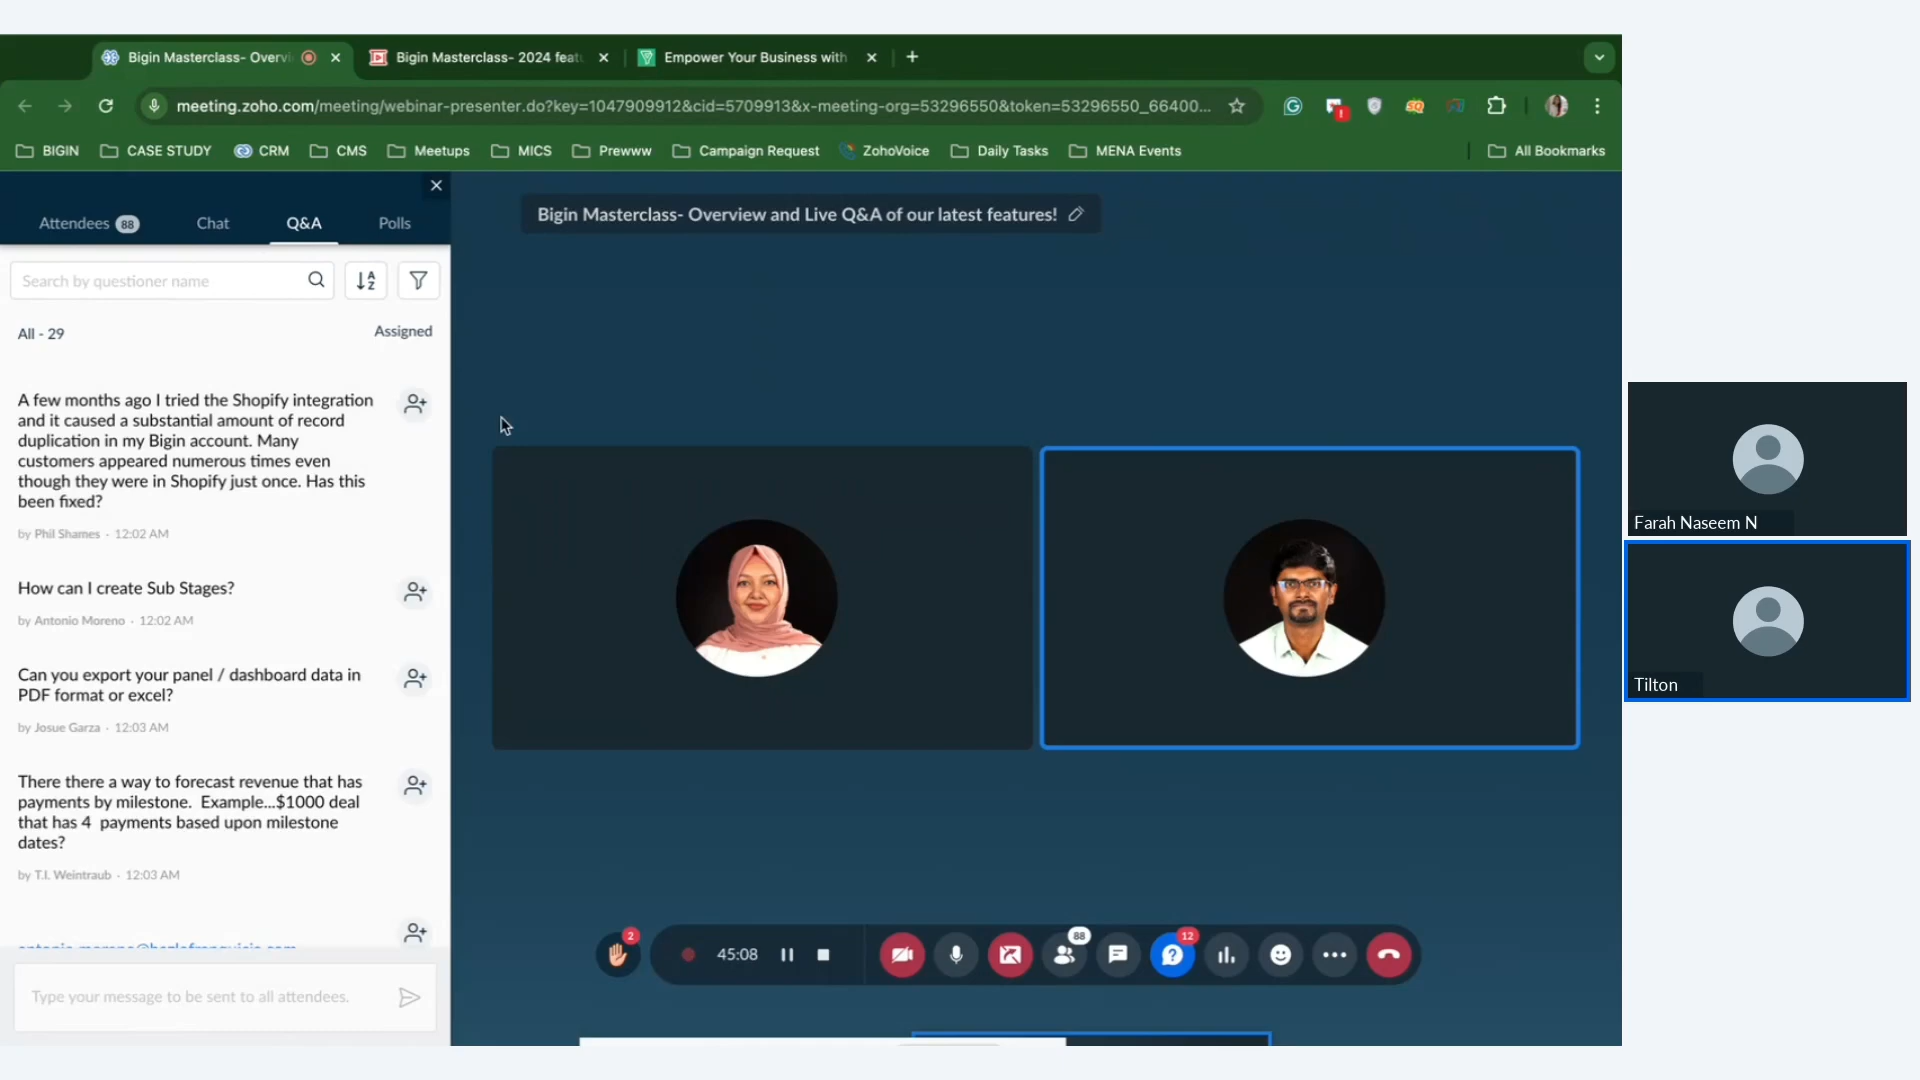 Bigin Masterclass- Overvi
Bigin Masterclass- 2024 feat
Empower Your Business with
meeting.zoho.com/meeting/webinar-presenter.do?key=1047909912&cid=5709913&x-meeting-org=53296550&token=53296550_66400...
BIGIN
CASE STUDY
CRM
CMS
Meetups
MICS
Prewww
Campaign Request
ZohoVoice
Daily Tasks
MENA Events
All Bookmarks
Attendees 88
Chat
Q&A
Polls
Bigin Masterclass- Overview and Live Q&A of our latest features!
Search by questioner name
All - 29
Assigned
A few months ago I tried the Shopify integration
and it caused a substantial amount of record
duplication in my Bigin account. Many
customers appeared numerous times even
though they were in Shopify just once. Has this
been fixed?
by Phil Shames · 12:02 AM
How can I create Sub Stages?
by Antonio Moreno · 12:02 AM
Can you export your panel / dashboard data in
PDF format or excel?
by Josue Garza · 12:03 AM
There there a way to forecast revenue that has
payments by milestone. Example...$1000 deal
that has 4 payments based upon milestone
dates?
by T.I. Weintraub · 12:03 AM
Type your message to be sent to all attendees.
2
45:08
88
12
Farah Naseem N
Tilton